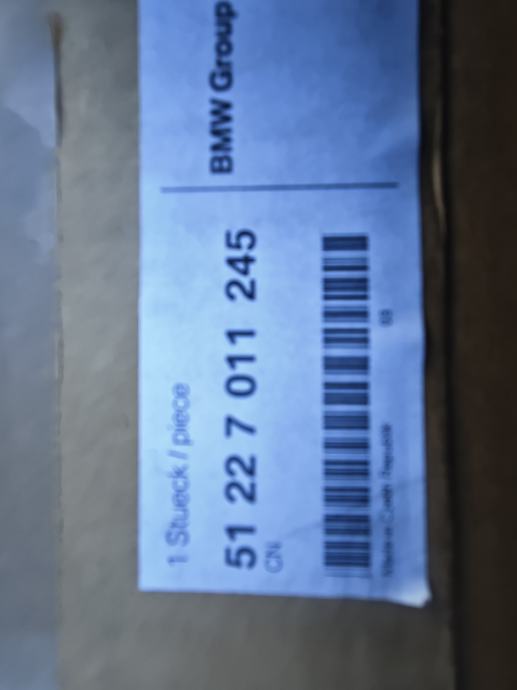 1 Stueck / piece
51 22 7 011 245
CN
BMW Group
Made in Czech Republic